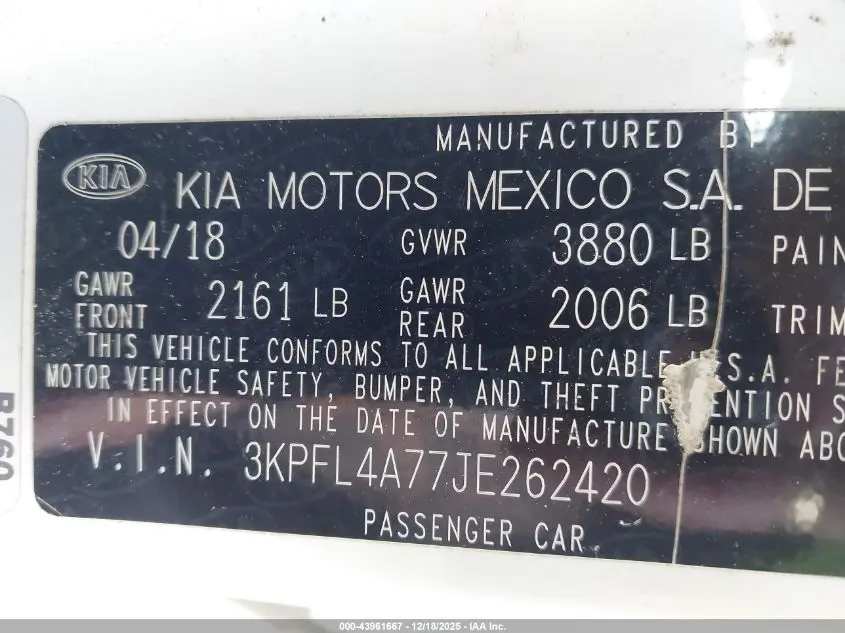 MANUFACTURED BY
KIA KIA MOTORS MEXICO S.A. DE
04/18 GVWR 3880 LB PAIN
GAWR FRONT 2161 LB GAWR REAR 2006 LB TRIM
THIS VEHICLE CONFORMS TO ALL APPLICABLE U.S.A. FE
MOTOR VEHICLE SAFETY, BUMPER, AND THEFT PR ENTION S
IN EFFECT ON THE DATE OF MANUFACTURE SHOWN ABO
V.I.N. 3KPFL4A77JE262420
PASSENGER CAR
000-43961667 - 12/18/2025 - IAA Inc.